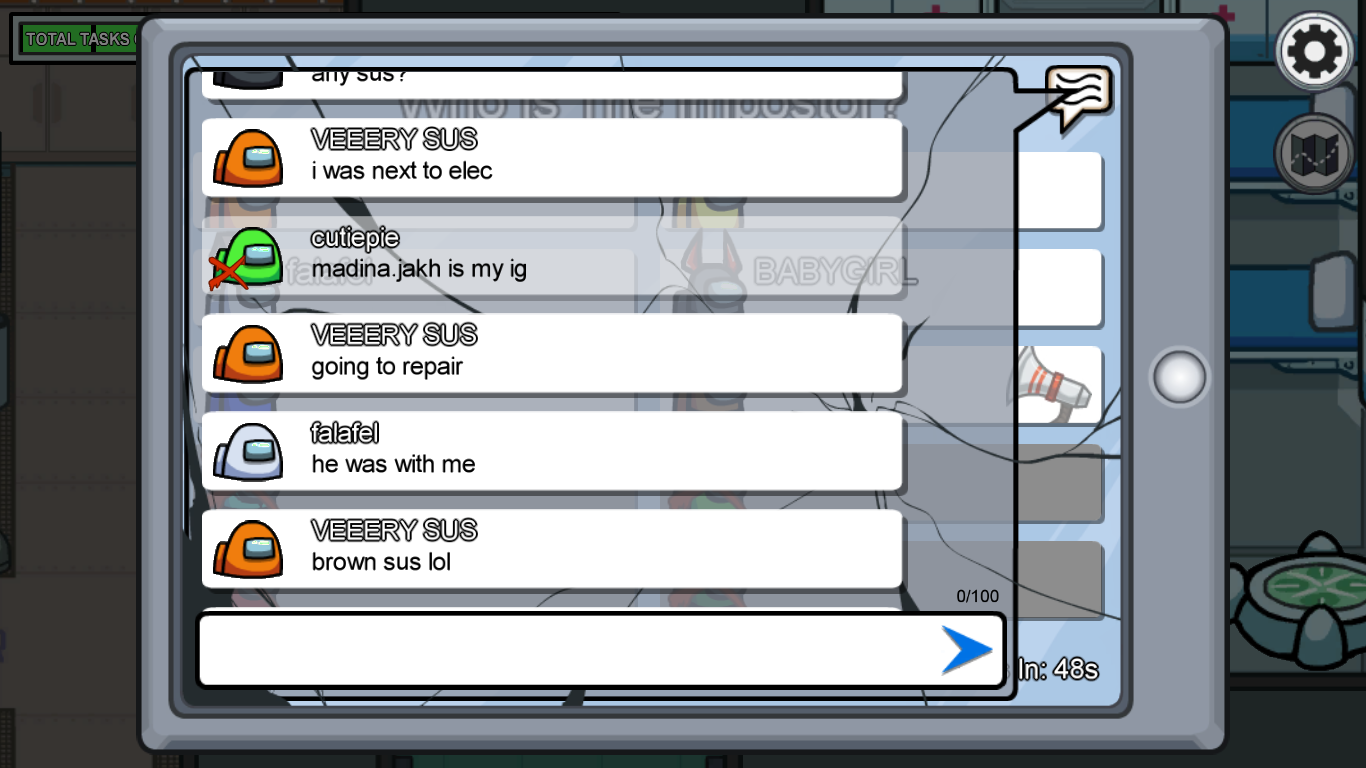 TOTAL TASKS
any sus?
Who Is The Impostor?
VEEERY SUS
i was next to elec
cutiepie
madina.jakh is my ig
falafel
BABYGIRL
VEEERY SUS
going to repair
falafel
he was with me
VEEERY SUS
brown sus lol
0/100
In: 48s